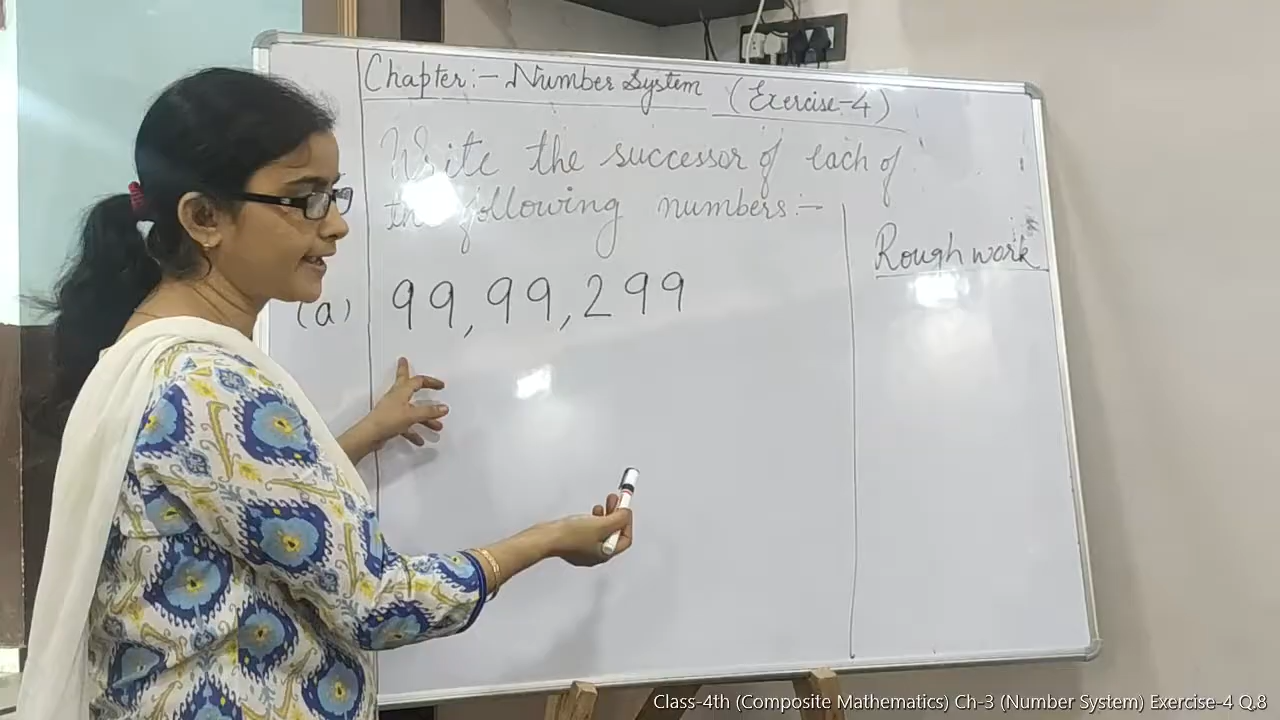 Chapter:- Number System (Exercise-4)
Write the successor of each of
the following numbers:-
Rough work
(a) 99,99,299
Class-4th (Composite Mathematics) Ch-3 (Number System) Exercise-4 Q.8